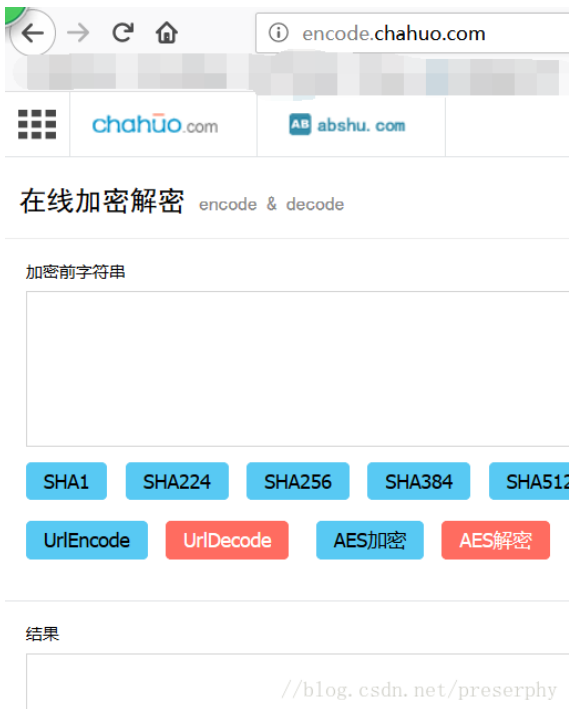 encode.chahuo.com
chahuo.com AB abshu.com
在线加密解密 encode & decode
加密前字符串
SHA1 SHA224 SHA256 SHA384 SHA512
UrlEncode UrlDecode AES加密 AES解密
结果
//blog.csdn.net/preserphy